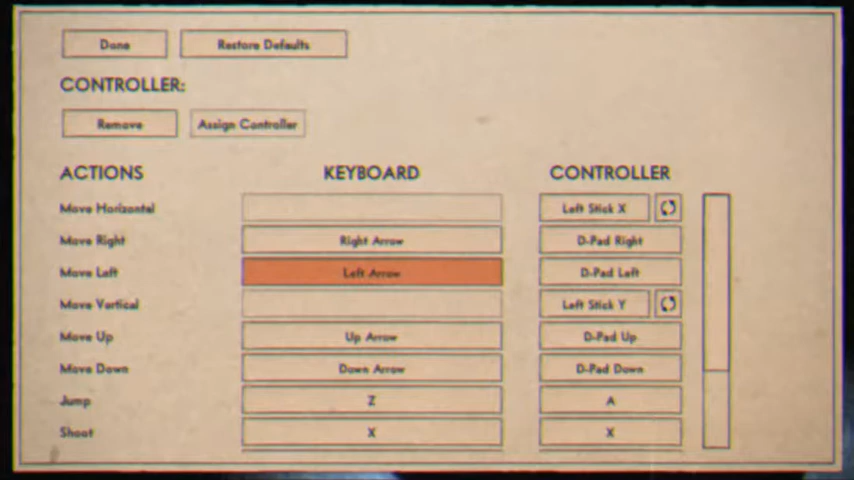 Done Restore Defaults
CONTROLLER:
Remove Assign Controller
ACTIONS KEYBOARD CONTROLLER
Move Horizontal Left Stick X
Move Right Right Arrow D-Pad Right
Move Left Left Arrow D-Pad Left
Move Vertical Left Stick Y
Move Up Up Arrow D-Pad Up
Move Down Down Arrow D-Pad Down
Jump Z A
Shoot X X